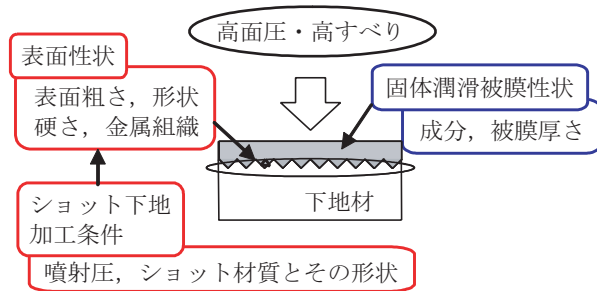 高面圧・高すべり
表面性状
表面粗さ，形状
硬さ，金属組織
固体潤滑被膜性状
成分，被膜厚さ
下地材
ショット下地
加工条件
噴射圧，ショット材質とその形状